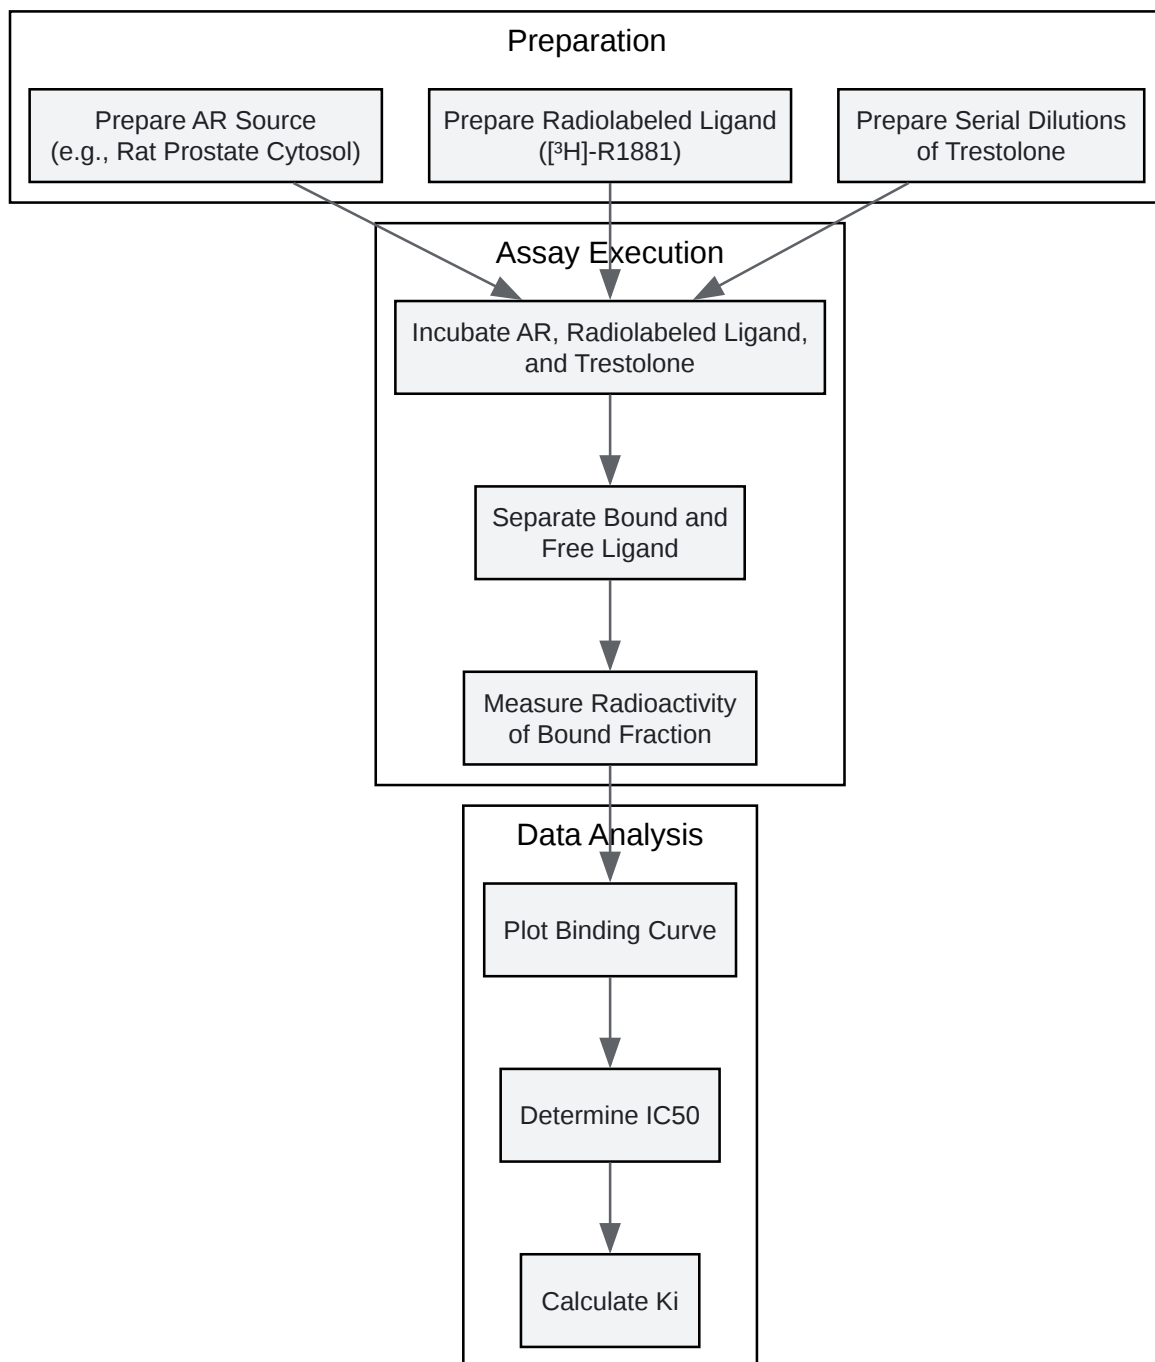 Preparation
Prepare AR Source
(e.g., Rat Prostate Cytosol)
Prepare Radiolabeled Ligand
([³H]-R1881)
Prepare Serial Dilutions
of Trestolone
Assay Execution
Incubate AR, Radiolabeled Ligand,
and Trestolone
Separate Bound and
Free Ligand
Measure Radioactivity
of Bound Fraction
Data Analysis
Plot Binding Curve
Determine IC50
Calculate Ki